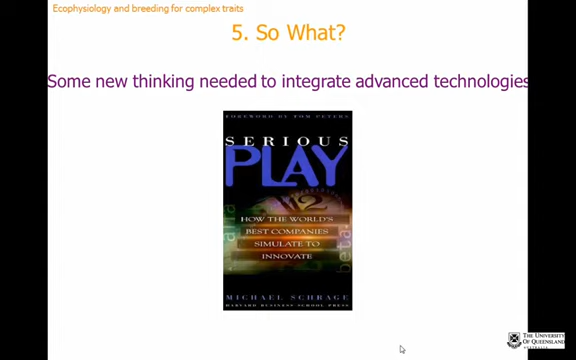 Ecophysiology and breeding for complex traits
5. So What?
Some new thinking needed to integrate advanced technologies
FOREWORD BY TOM PETERS
SERIOUS
PLAY
12
HOW THE WORLD'S
BEST COMPANIES
SIMULATE TO
INNOVATE
beta
MICHAEL SCHRAGE
HARVARD BUSINESS SCHOOL PRESS
THE UNIVERSITY
OF QUEENSLAND
AUSTRALIA